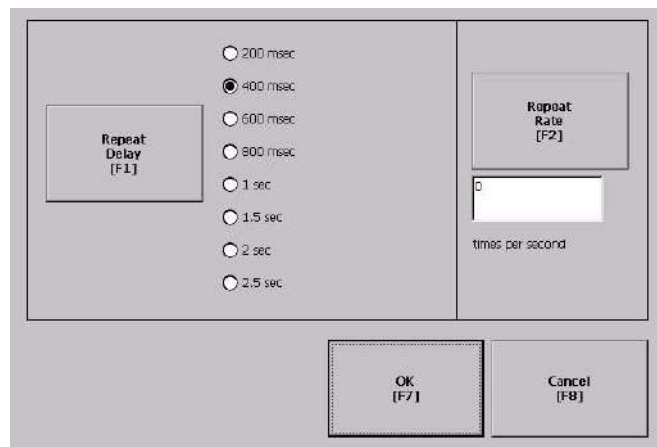 Repeat
Delay
[F1]
200 msec
400 msec
600 msec
800 msec
1 sec
1.5 sec
2 sec
2.5 sec
Repeat
Rate
[F2]
0
times per second
OK
[F7]
Cancel
[F8]